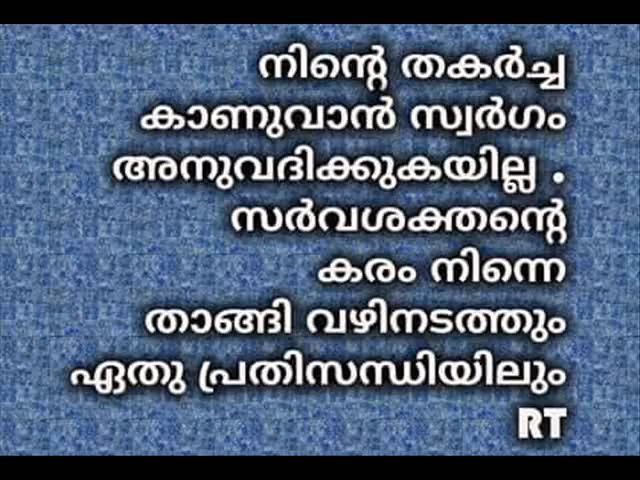 നിന്റെ തകർച്ച
കാണുവാൻ സ്വർഗം
അനുവദിക്കുകയില്ല .
സർവശക്തന്റെ
കരം നിന്നെ
താങ്ങി വഴിനടത്തും
ഏതു പ്രതിസന്ധിയിലും
RT